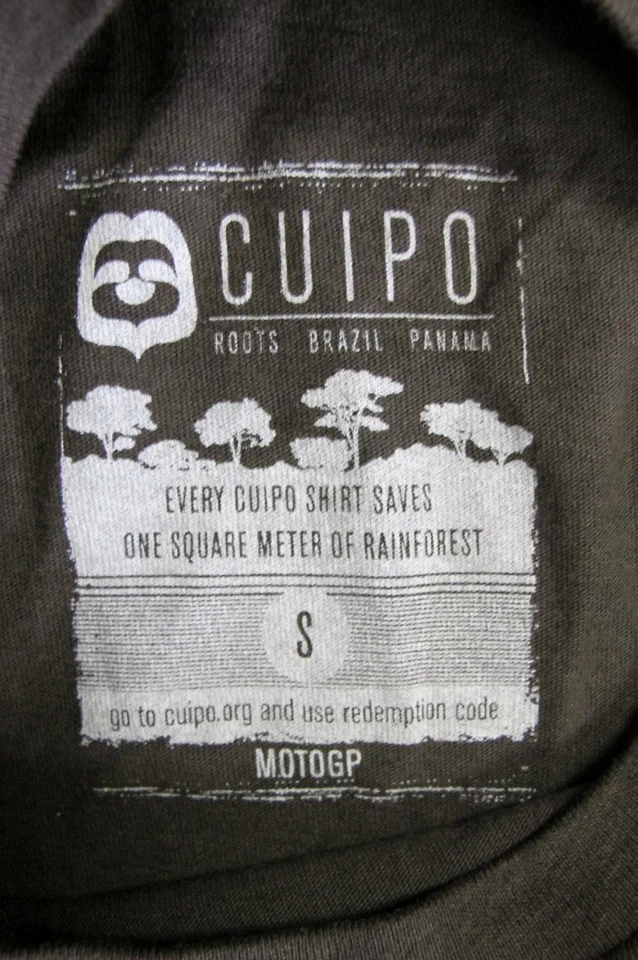 CUIPO
ROOTS BRAZIL PANAMA
EVERY CUIPO SHIRT SAVES
ONE SQUARE METER OF RAINFOREST
S
go to cuipo.org and use redemption code
MOTOGP